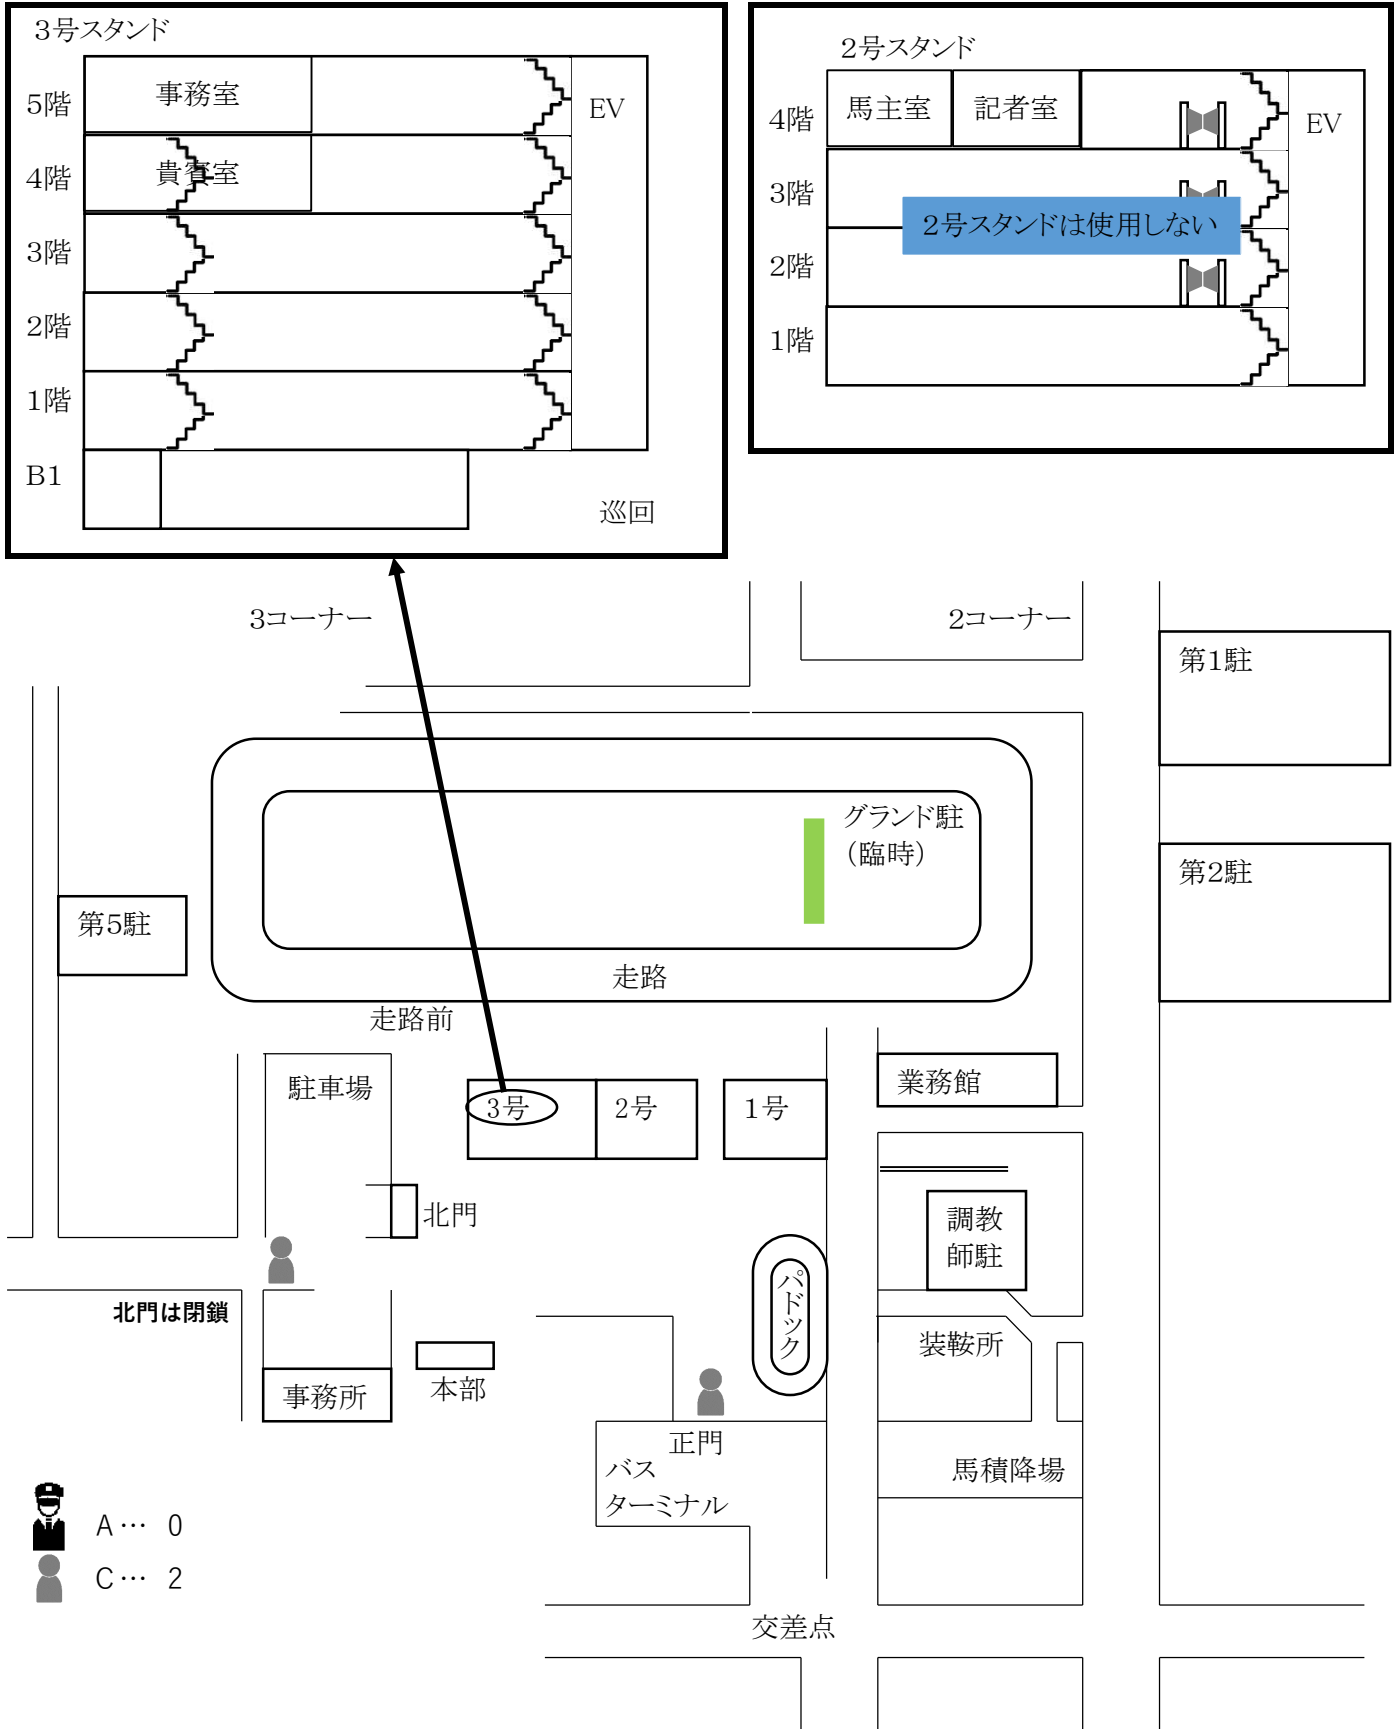 3号スタンド
5階
事務室
EV
4階
貴賓室
3階
2階
1階
B1
巡回
2号スタンド
4階
馬主室
記者室
EV
3階
2号スタンドは使用しない
2階
1階
3コーナー
2コーナー
第1駐
グランド駐
(臨時)
第2駐
第5駐
走路
走路前
駐車場
3号
2号
1号
業務館
北門
調教
師駐
パドック
北門は閉鎖
装鞍所
事務所
本部
正門
バス
ターミナル
馬積降場
A… 0
C… 2
交差点